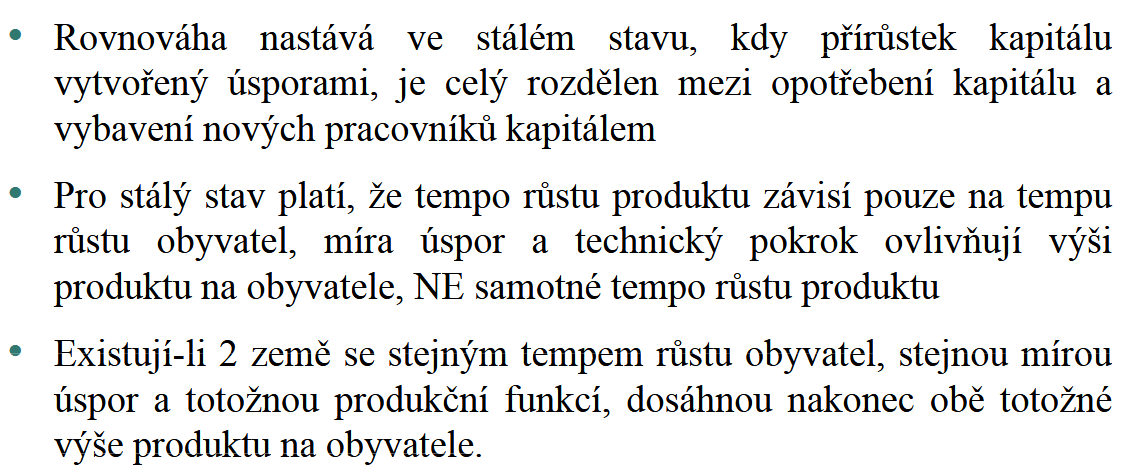 • Rovnováha nastává ve stálém stavu, kdy přírůstek kapitálu
vytvořený úsporami, je celý rozdělen mezi opotřebení kapitálu a
vybavení nových pracovníků kapitálem
• Pro stálý stav platí, že tempo růstu produktu závisí pouze na tempu
růstu obyvatel, míra úspor a technický pokrok ovlivňují výši
produktu na obyvatele, NE samotné tempo růstu produktu
• Existují-li 2 země se stejným tempem růstu obyvatel, stejnou mírou
úspor a totožnou produkční funkcí, dosáhnou nakonec obě totožné
výše produktu na obyvatele.